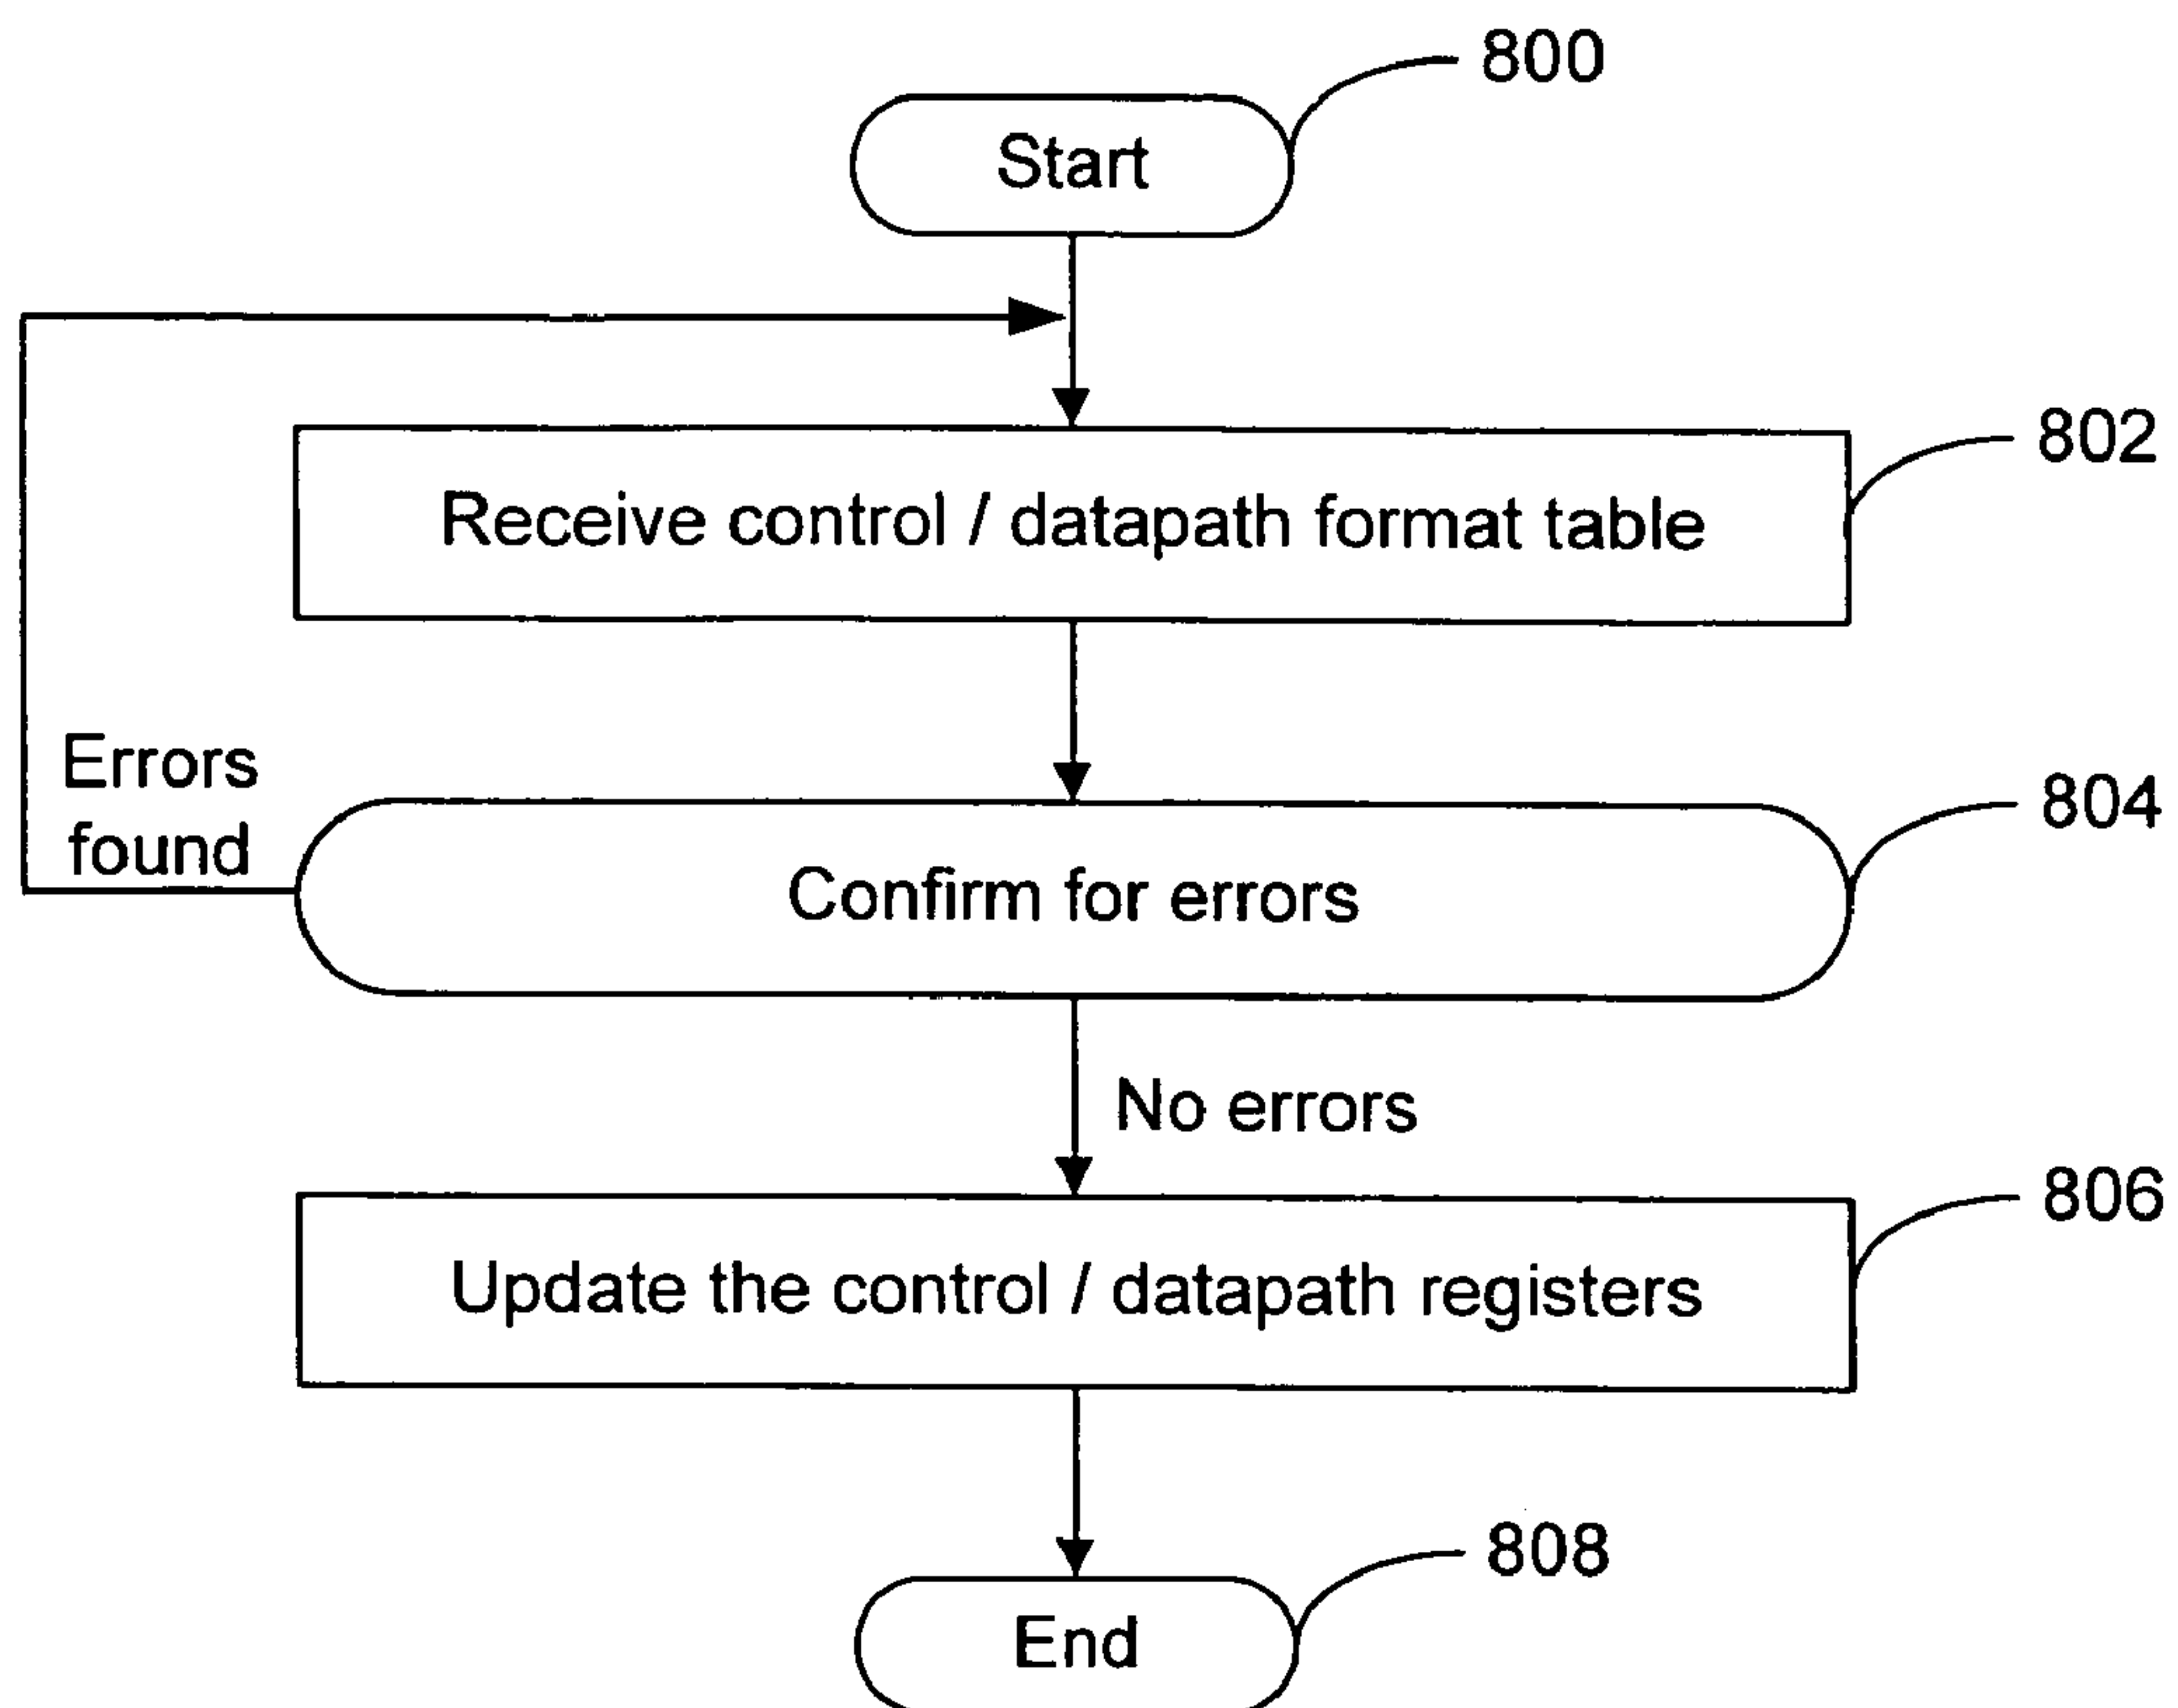 800
Start
802
Receive control / datapath format table
Errors
found
804
Confirm for errors
No errors
806
Update the control / datapath registers
808
End